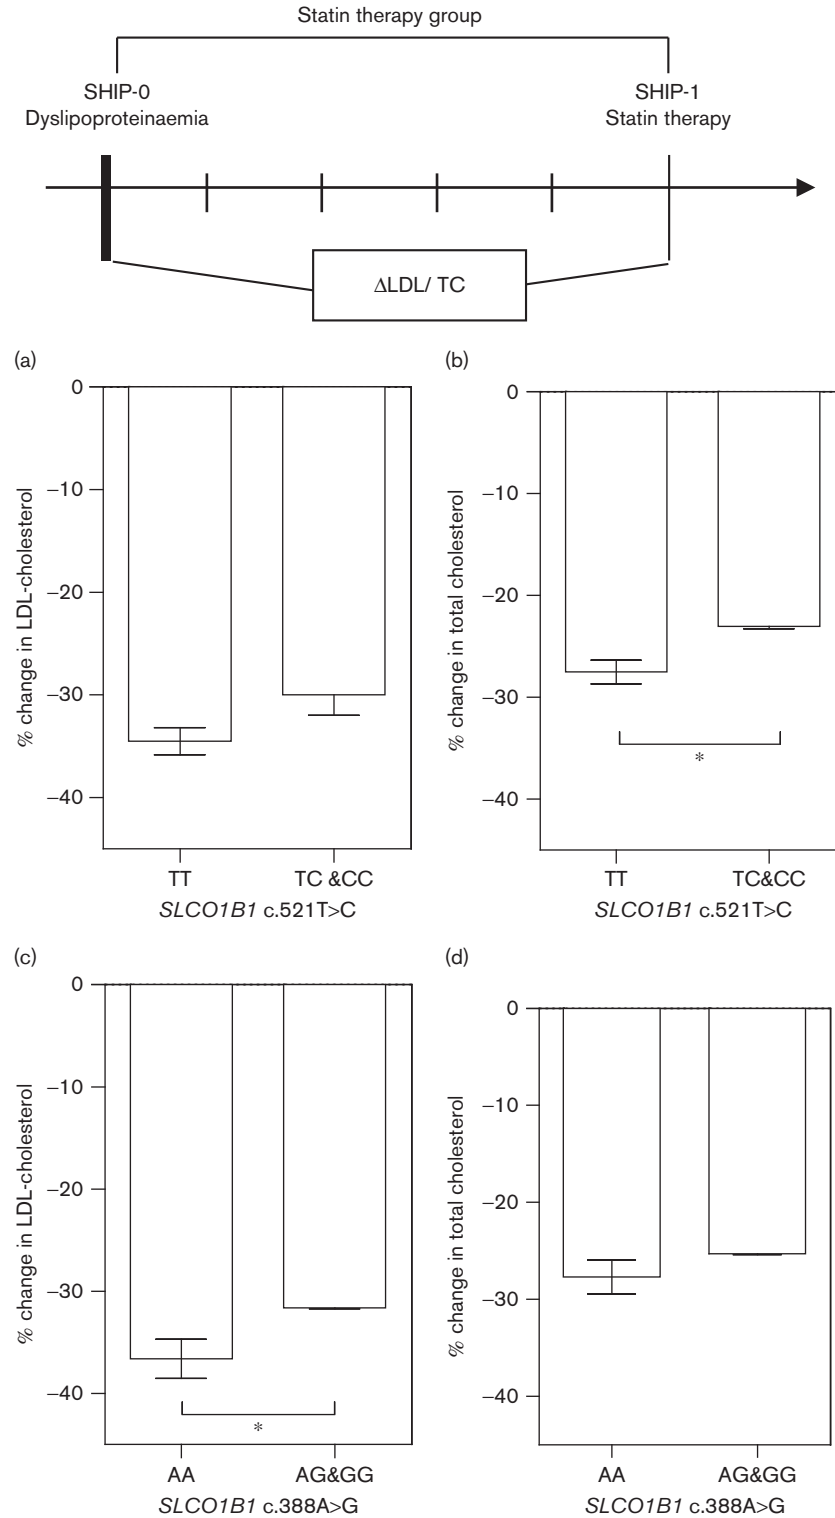 Statin therapy group
SHIP-0
Dyslipoproteinaemia
SHIP-1
Statin therapy
ΔLDL/ TC
(a)
% change in LDL-cholesterol
0
−10
−20
−30
−40
TT
TC &CC
SLCO1B1 c.521T>C
(b)
% change in total cholesterol
0
−10
−20
−30
−40
*
TT
TC&CC
SLCO1B1 c.521T>C
(c)
% change in LDL-cholesterol
0
−10
−20
−30
−40
*
AA
AG&GG
SLCO1B1 c.388A>G
(d)
% change in total cholesterol
0
−10
−20
−30
−40
AA
AG&GG
SLCO1B1 c.388A>G